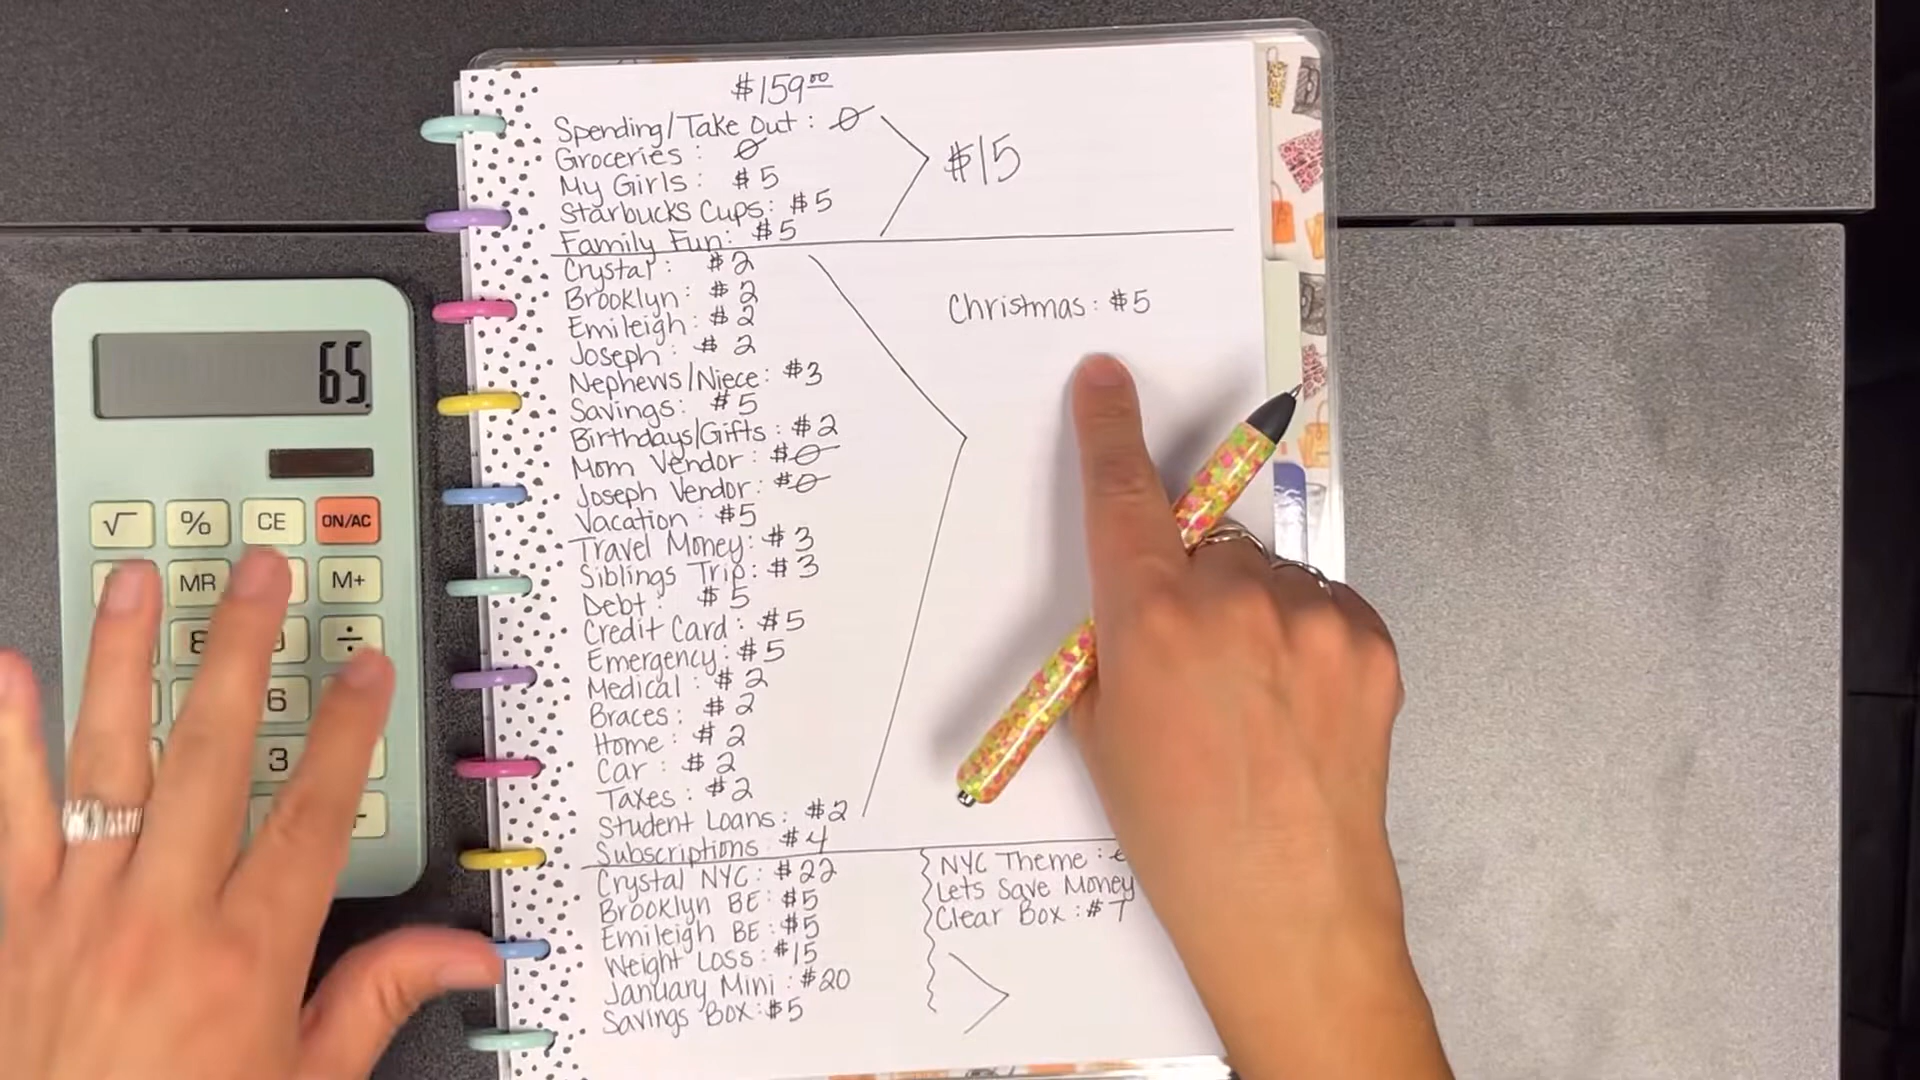 $159.00
Spending/Take Out : 0
Groceries : 0
My Girls : $5
Starbucks Cups: $5
Family Fun: $5
$15
Crystal : $2
Brooklyn : $2
Emileigh : $2
Joseph : $2
Nephews/Niece: $3
Savings: $5
Birthdays/Gifts : $2
Mom Vendor : $0
Joseph Vendor : $0
Vacation : $5
Travel Money: $3
Siblings Trip: $3
Debt : $5
Credit Card : $5
Emergency: $5
Medical : $2
Braces : $2
Home : $2
Car : $2
Taxes : $2
Student Loans: $2
Subscriptions $4
Christmas: $5
Crystal NYC: $22
Brooklyn BE: $5
Emileigh BE: $5
Weight Loss: $15
January Mini : $20
Savings Box: $5
NYC Theme :
Lets Save Money
Clear Box : $7
65.
√ % CE ON/AC
MR M+
8 ÷
6
3